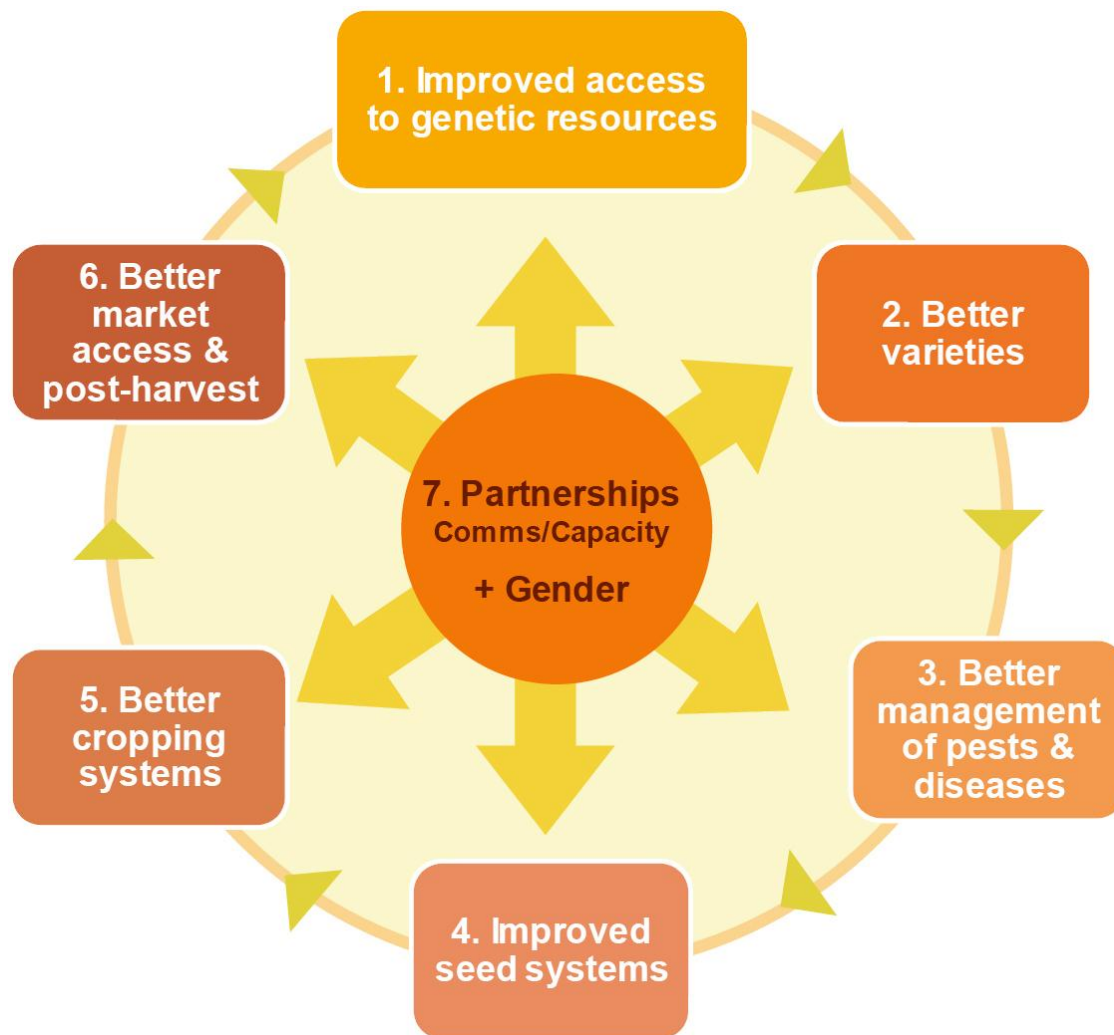 1. Improved access
to genetic resources
2. Better
varieties
3. Better
management
of pests &
diseases
4. Improved
seed systems
5. Better
cropping
systems
6. Better
market
access &
post-harvest
7. Partnerships
Comms/Capacity
+ Gender